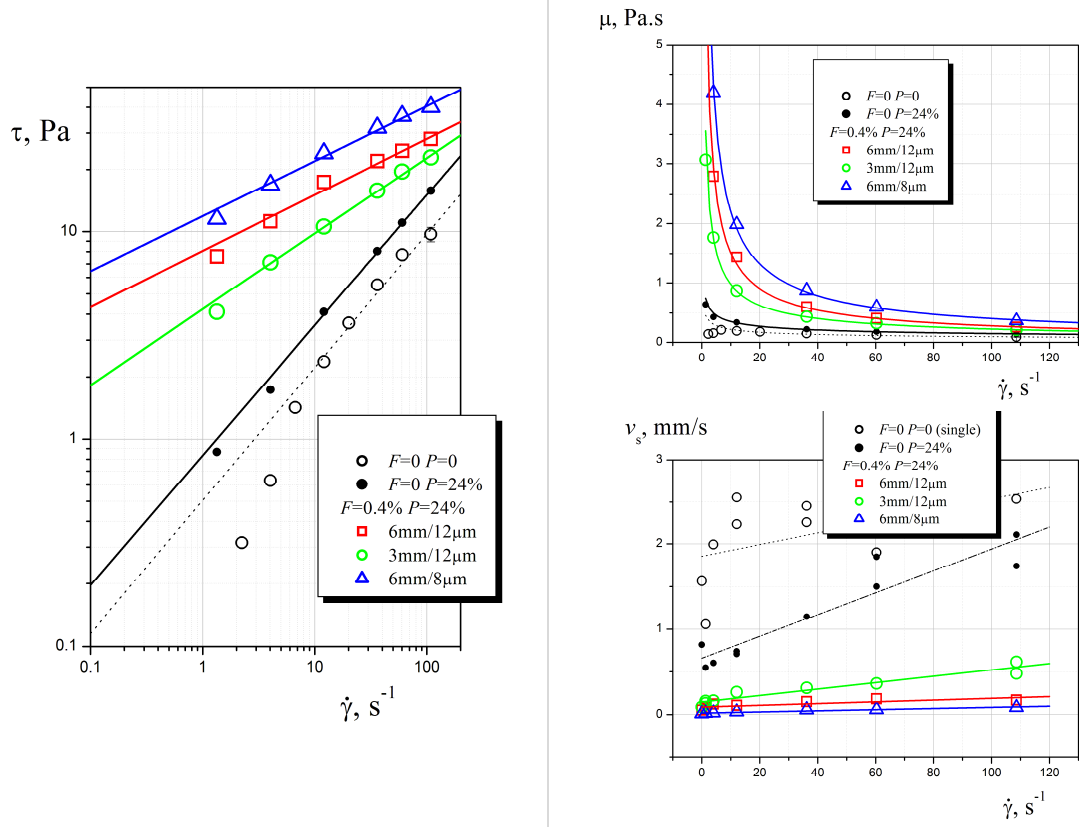 τ, Pa
10
1
0.1
0.1
1
10
100
γ̇, s⁻¹
F=0 P=0
F=0 P=24%
F=0.4% P=24%
6mm/12μm
3mm/12μm
6mm/8μm
μ, Pa.s
5
4
3
2
1
0
0
20
40
60
80
100
120
γ̇, s⁻¹
F=0 P=0
F=0 P=24%
F=0.4% P=24%
6mm/12μm
3mm/12μm
6mm/8μm
vₛ, mm/s
3
2
1
0
0
20
40
60
80
100
120
γ̇, s⁻¹
F=0 P=0 (single)
F=0 P=24%
F=0.4% P=24%
6mm/12μm
3mm/12μm
6mm/8μm